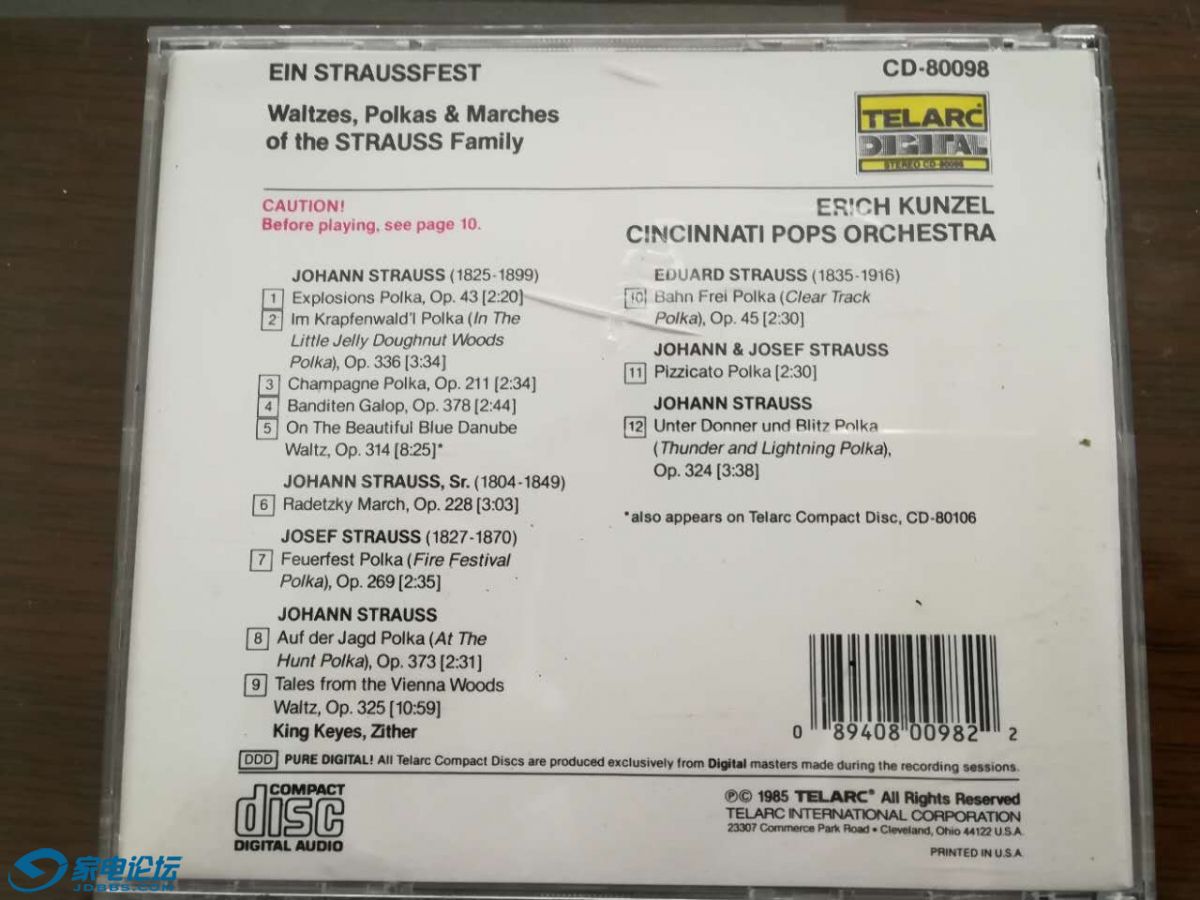 EIN STRAUSSFEST
Waltzes, Polkas & Marches
of the STRAUSS Family
CD-80098
TELARC
DIGITAL
STEREO CD-80098
CAUTION!
Before playing, see page 10.
ERICH KUNZEL
CINCINNATI POPS ORCHESTRA
JOHANN STRAUSS (1825-1899)
1 Explosions Polka, Op. 43 [2:20]
2 Im Krapfenwald'l Polka (In The
Little Jelly Doughnut Woods
Polka), Op. 336 [3:34]
3 Champagne Polka, Op. 211 [2:34]
4 Banditen Galop, Op. 378 [2:44]
5 On The Beautiful Blue Danube
Waltz, Op. 314 [8:25]*
JOHANN STRAUSS, Sr. (1804-1849)
6 Radetzky March, Op. 228 [3:03]
JOSEF STRAUSS (1827-1870)
7 Feuerfest Polka (Fire Festival
Polka), Op. 269 [2:35]
JOHANN STRAUSS
8 Auf der Jagd Polka (At The
Hunt Polka), Op. 373 [2:31]
9 Tales from the Vienna Woods
Waltz, Op. 325 [10:59]
King Keyes, Zither
EDUARD STRAUSS (1835-1916)
10 Bahn Frei Polka (Clear Track
Polka), Op. 45 [2:30]
JOHANN & JOSEF STRAUSS
11 Pizzicato Polka [2:30]
JOHANN STRAUSS
12 Unter Donner und Blitz Polka
(Thunder and Lightning Polka),
Op. 324 [3:38]
*also appears on Telarc Compact Disc, CD-80106
0 89408 00982 2
DDD PURE DIGITAL! All Telarc Compact Discs are produced exclusively from Digital masters made during the recording sessions.
COMPACT
disc
DIGITAL AUDIO
℗© 1985 TELARC® All Rights Reserved
TELARC INTERNATIONAL CORPORATION
23307 Commerce Park Road • Cleveland, Ohio 44122 U.S.A.
PRINTED IN U.S.A.
家电论坛
JDBBS.COM